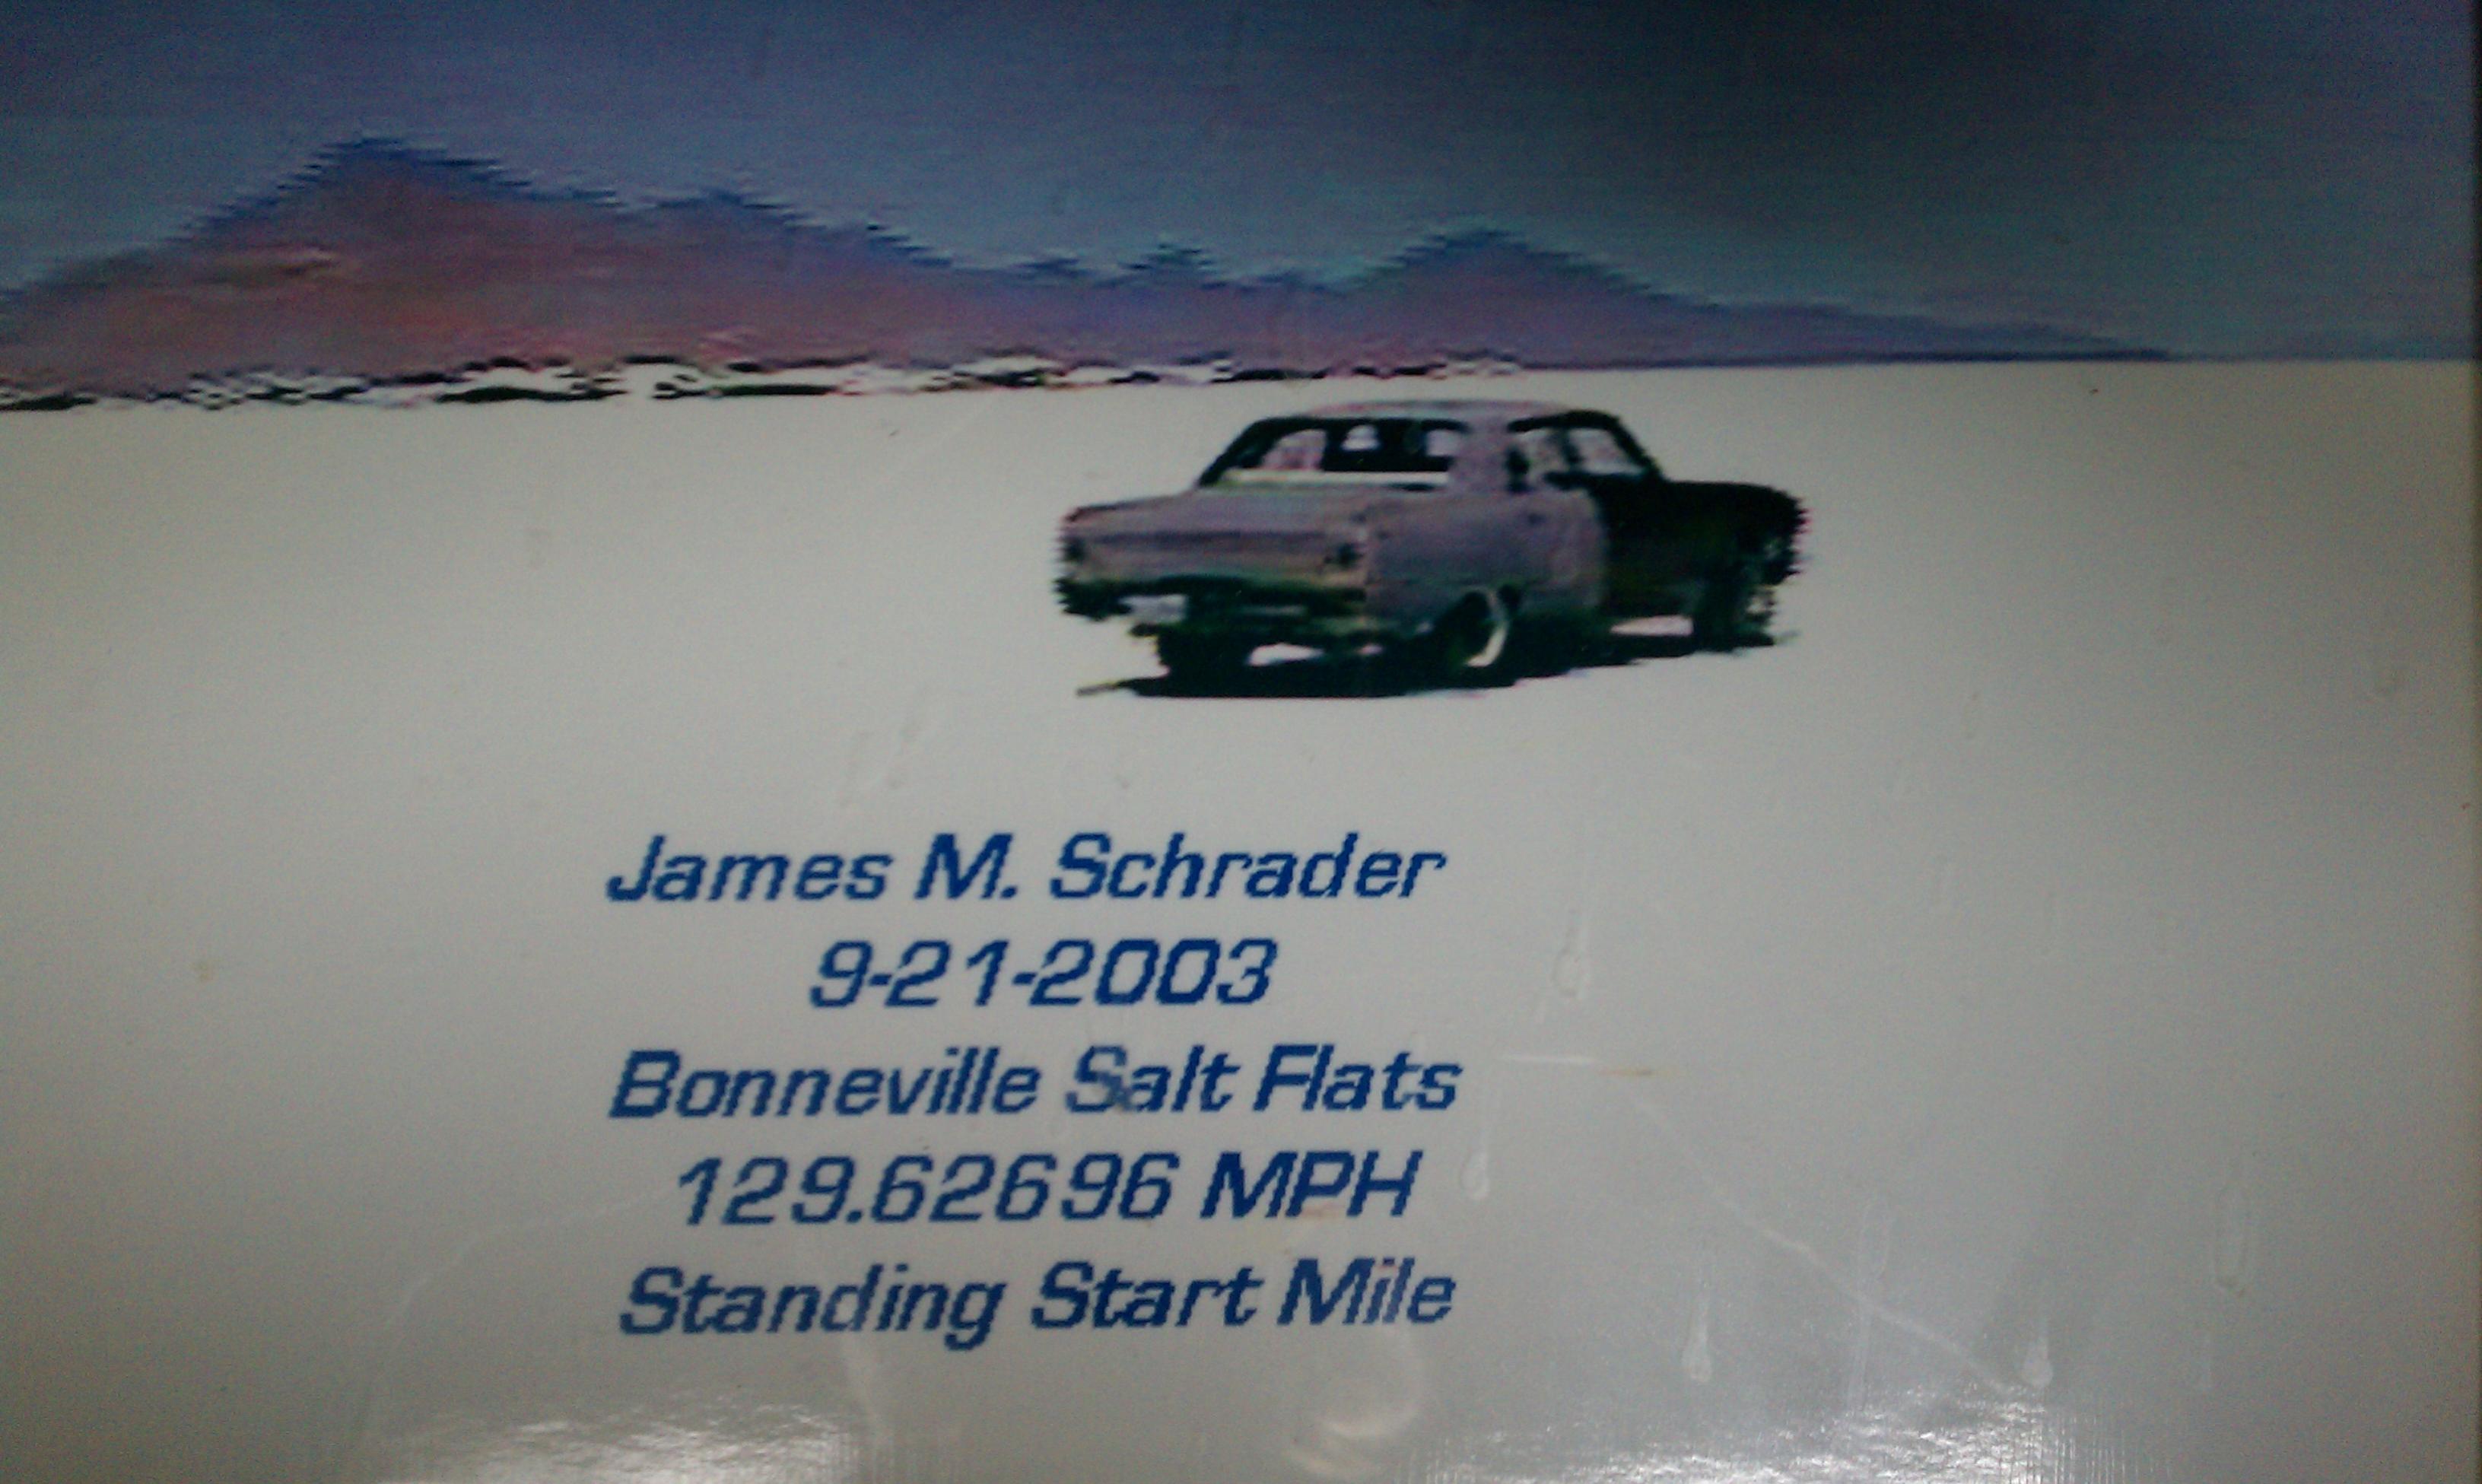 James M. Schrader
9-21-2003
Bonneville Salt Flats
129.62696 MPH
Standing Start Mile